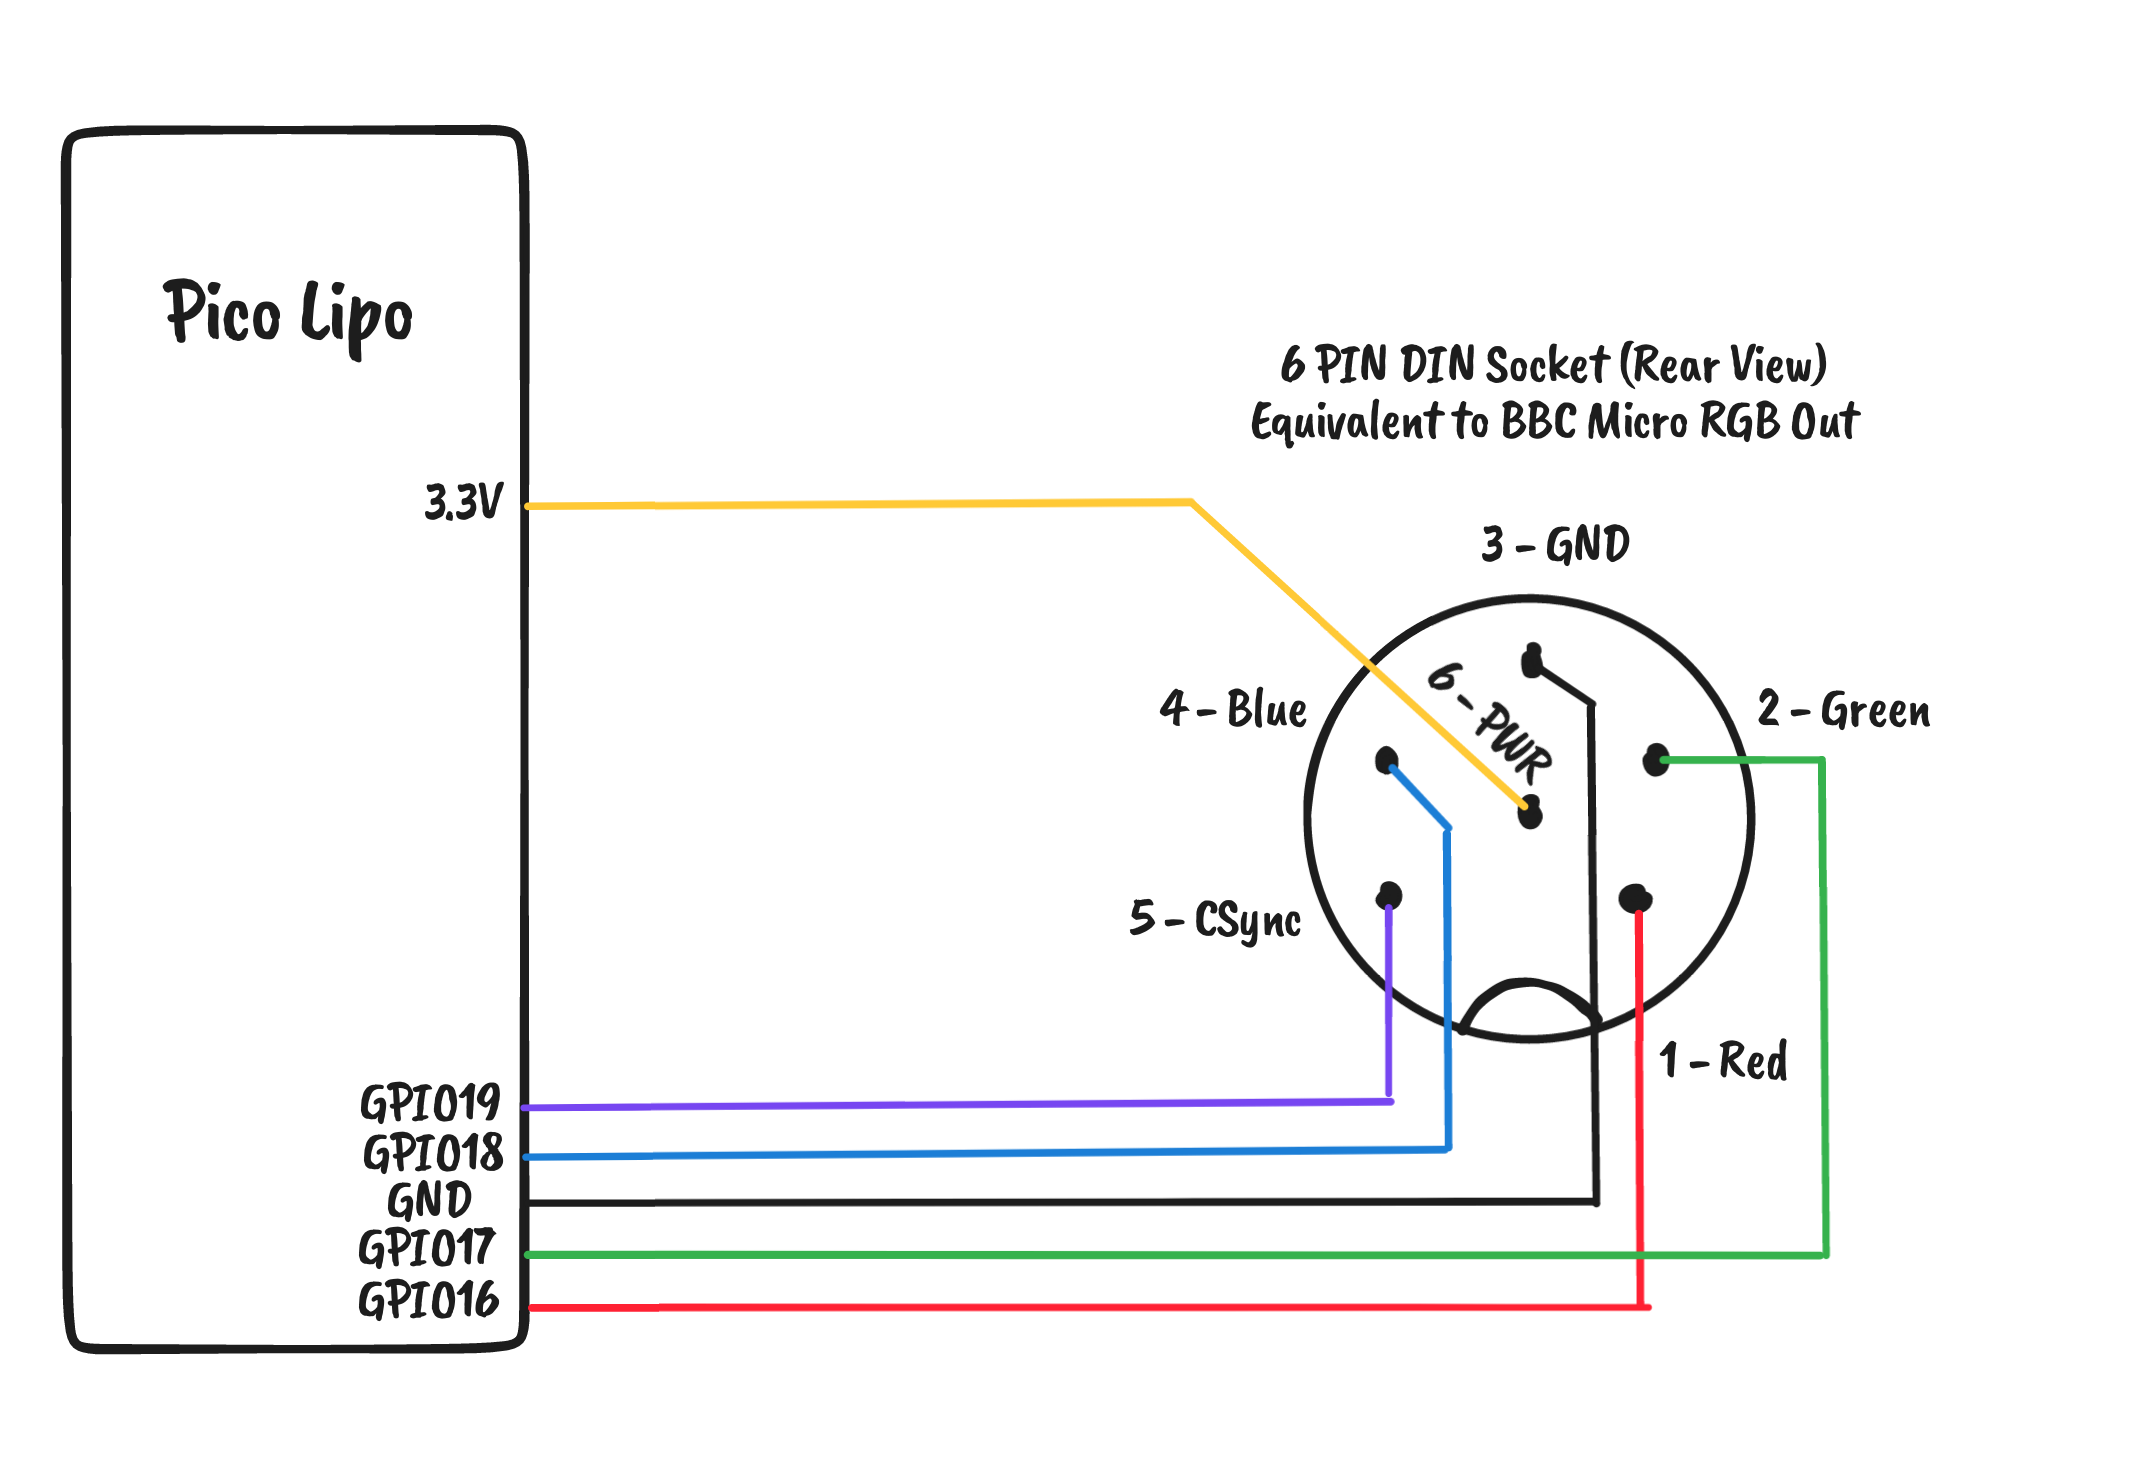 Pico Lipo
3.3V
GPIO19
GPIO18
GND
GPIO17
GPIO16
6 PIN DIN Socket (Rear View)
Equivalent to BBC Micro RGB Out
3 - GND
4 - Blue
6 - PWR
2 - Green
5 - CSync
1 - Red